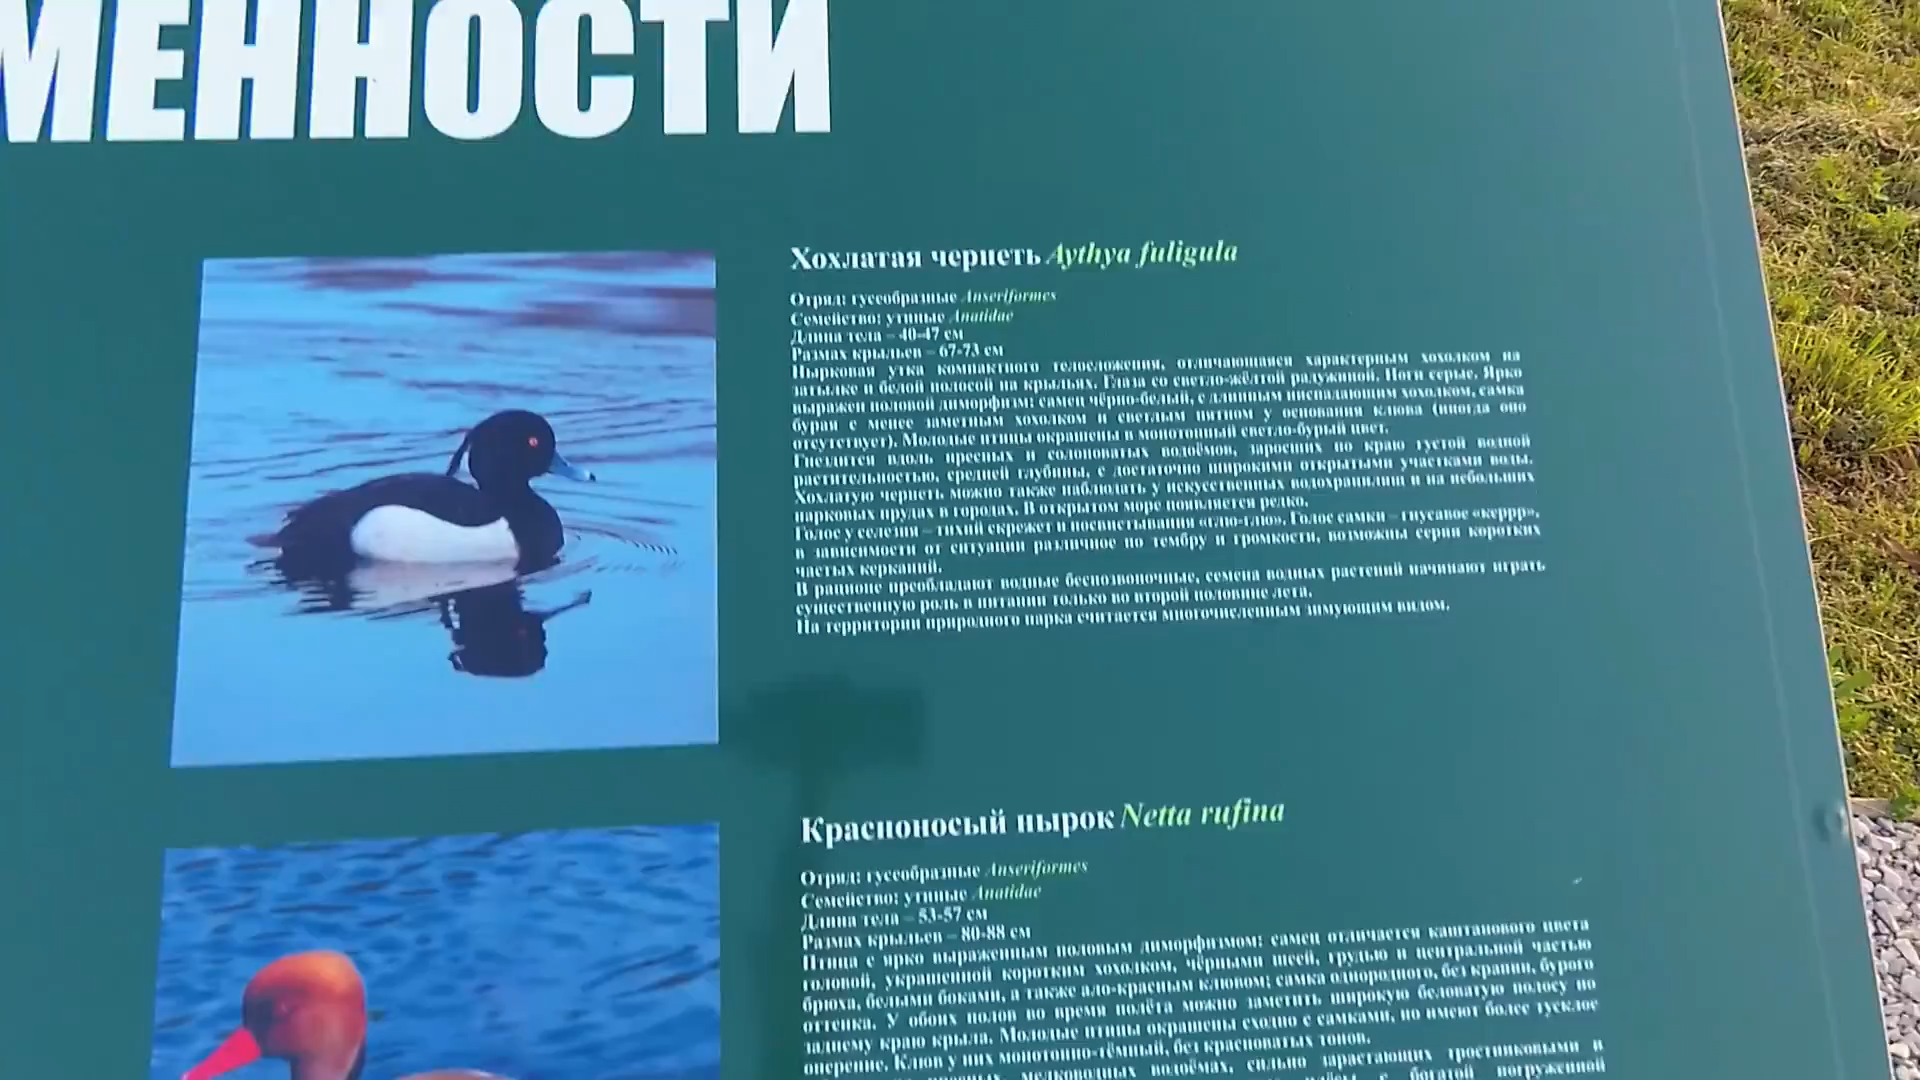 МЕННОСТИ
Хохлатая чернеть Aythya fuligula
Отряд: гусеобразные Anseriformes
Семейство: утиные Anatidae
Длина тела – 40-47 см
Размах крыльев – 67-73 см
Нырковая утка компактного телосложения, отличающаяся характерным хохолком на
затылке и белой полосой на крыльях. Глаза со светло-жёлтой радужиной. Ноги серые. Ярко
выражен половой диморфизм: самец чёрно-белый, с длинным ниспадающим хохолком, самка
бурая с менее заметным хохолком и светлым пятном у основания клюва (иногда оно
отсутствует). Молодые птицы окрашены в монотонный светло-бурый цвет.
Гнездится вдоль пресных и солоноватых водоёмов, заросших по краю густой водной
растительностью, средней глубины, с достаточно широкими открытыми участками воды.
Хохлатую чернеть можно также наблюдать у искусственных водохранилищ и на небольших
парковых прудах в городах. В открытом море появляется редко.
Голос у селезня – тихий скрежет и посвистывания «глю-глю». Голос самки – гнусавое «керрр»,
в зависимости от ситуации различное по тембру и громкости, возможны серии коротких
частых керканий.
В рационе преобладают водные беспозвоночные, семена водных растений начинают играть
существенную роль в питании только во второй половине лета.
На территории природного парка считается многочисленным зимующим видом.
Красноносый нырок Netta rufina
Отряд: гусеобразные Anseriformes
Семейство: утиные Anatidae
Длина тела – 53-57 см
Размах крыльев – 80-88 см
Птица с ярко выраженным половым диморфизмом: самец отличается каштанового цвета
головой, украшенной коротким хохолком, чёрными шеей, грудью и центральной частью
брюха, белыми боками, а также ало-красным клювом; самка однородного, без крапин, бурого
оттенка. У обоих полов во время полёта можно заметить широкую беловатую полосу по
заднему краю крыла. Молодые птицы окрашены сходно с самками, но имеют более тусклое
оперение. Клюв у них монотонно-тёмный, без красноватых тонов.
пресных мелководных водоёмах, сильно зарастающих тростниковыми и
с богатой погруженной